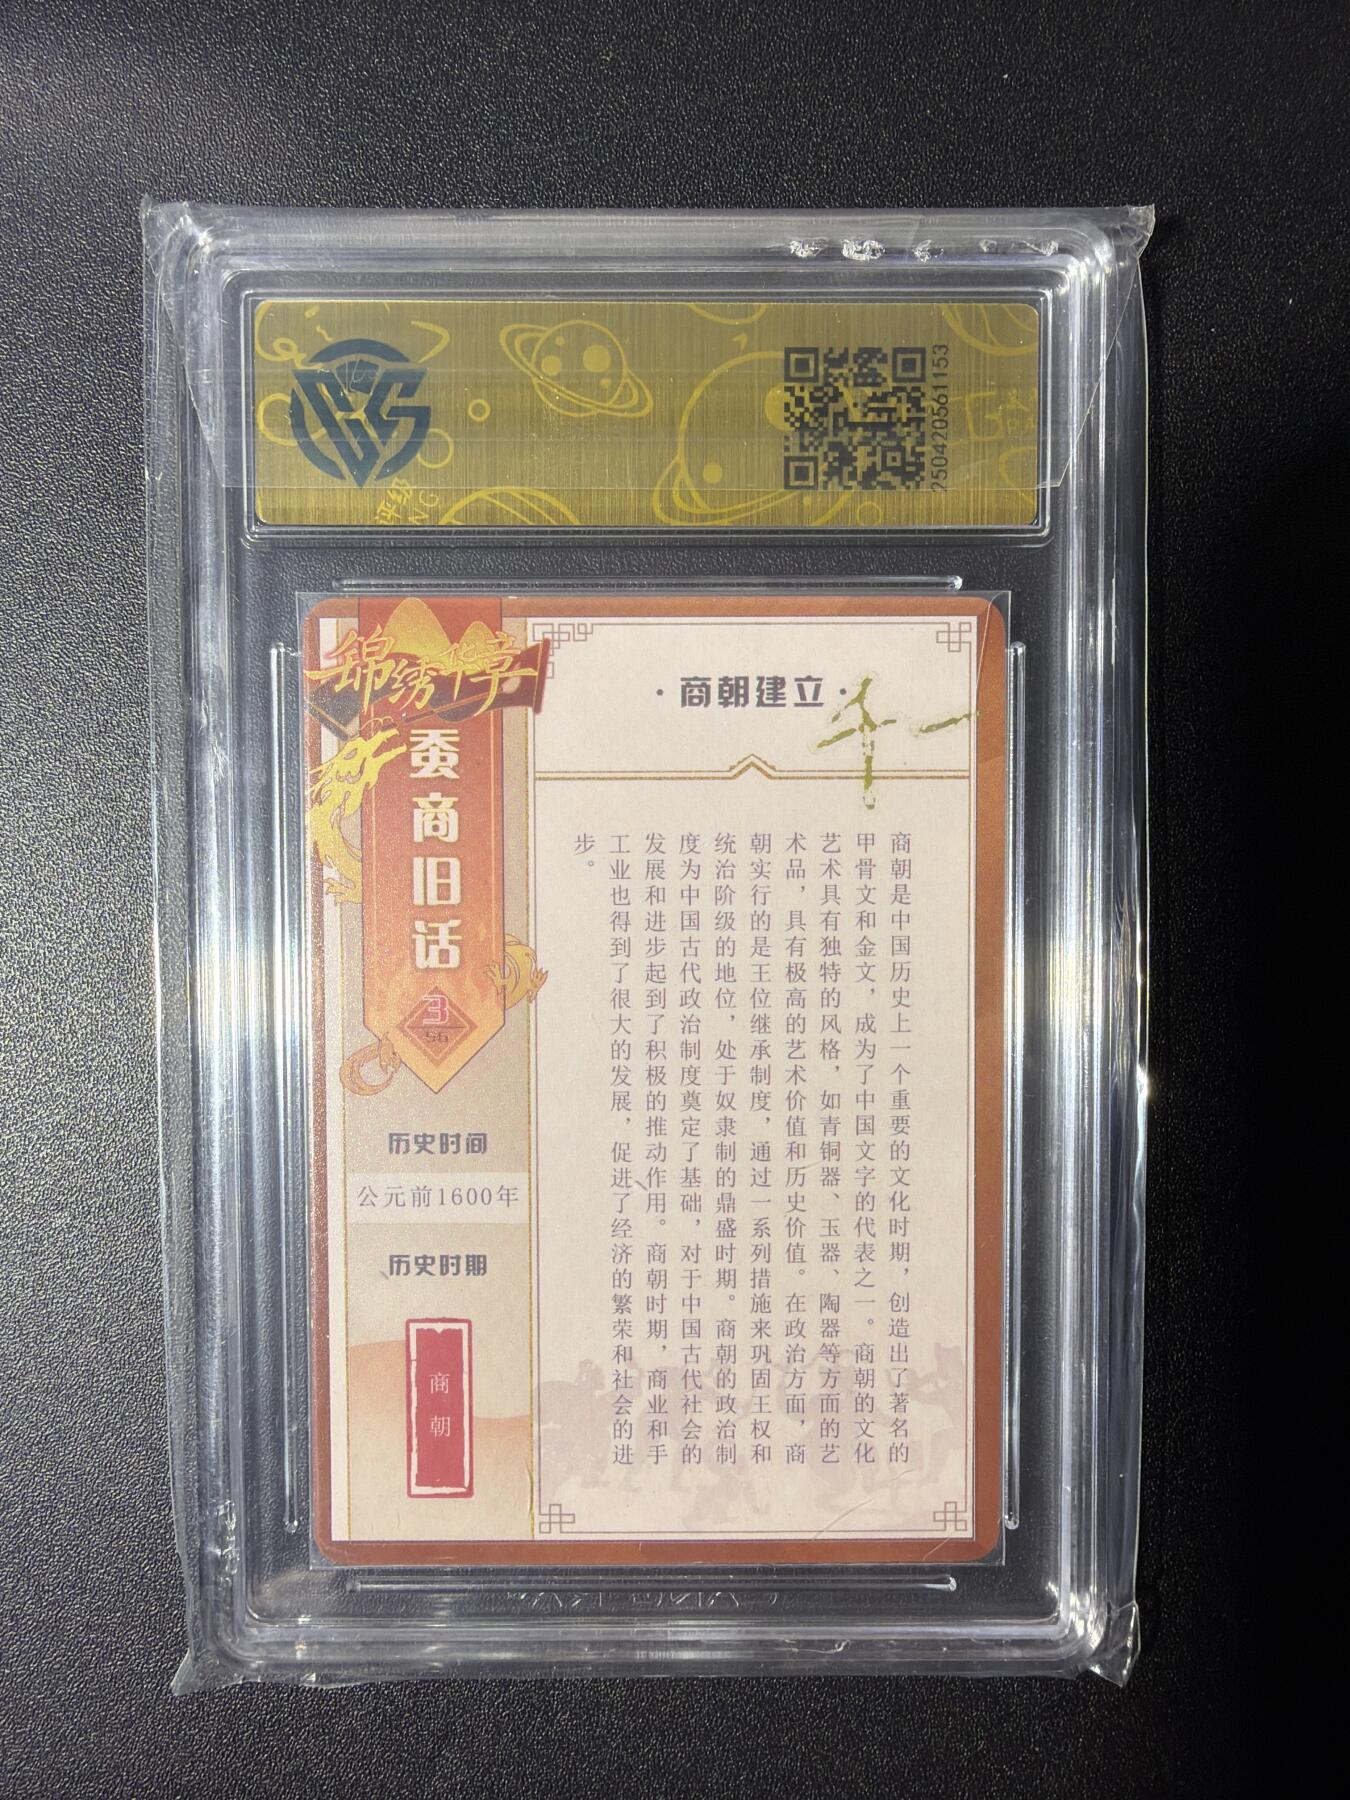 CCS
评级
NG
250420561153
锦绣华章
蚕商旧话
3
56
历史时间
公元前1600年
历史时期
商朝
·商朝建立·
商朝是中国历史上一个重要的文化时期，创造出了著名的
甲骨文和金文，成为了中国文字的代表之一。商朝的文化
艺术具有独特的风格，如青铜器、玉器、陶器等方面的艺
术品，具有极高的艺术价值和历史价值。在政治方面，商
朝实行的是王位继承制度，通过一系列措施来巩固王权和
统治阶级的地位，处于奴隶制的鼎盛时期。商朝的政治制
度为中国古代政治制度奠定了基础，对于中国古代社会的
发展和进步起到了积极的推动作用。商朝时期，商业和手
工业也得到了很大的发展，促进了经济的繁荣和社会的进
步。